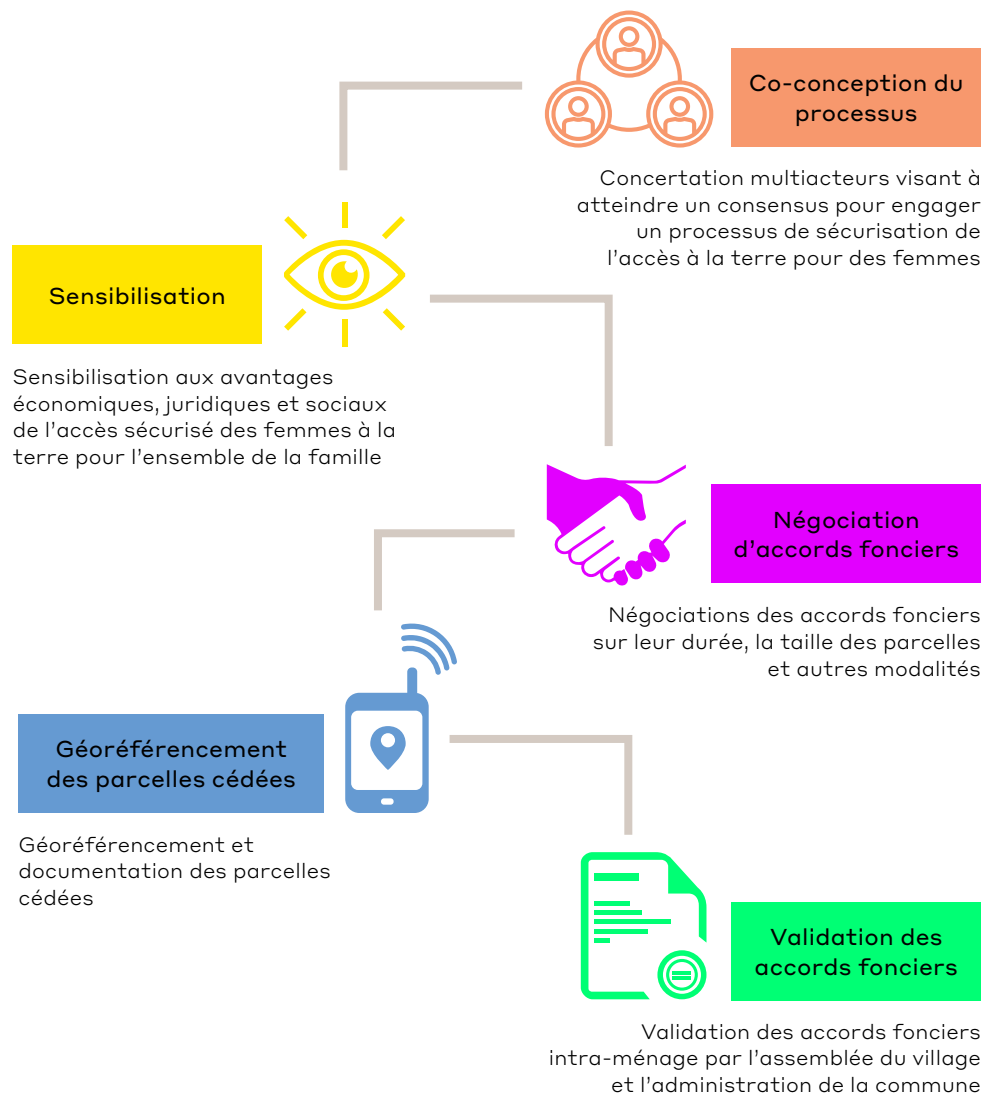 Co-conception du
processus
Concertation multiacteurs visant à
atteindre un consensus pour engager
un processus de sécurisation de
l’accès à la terre pour des femmes
Sensibilisation
Sensibilisation aux avantages
économiques, juridiques et sociaux
de l’accès sécurisé des femmes à la
terre pour l’ensemble de la famille
Négociation
d’accords fonciers
Négociations des accords fonciers
sur leur durée, la taille des parcelles
et autres modalités
Géoréférencement
des parcelles cédées
Géoréférencement et
documentation des parcelles
cédées
Validation des
accords fonciers
Validation des accords fonciers
intra-ménage par l’assemblée du village
et l’administration de la commune